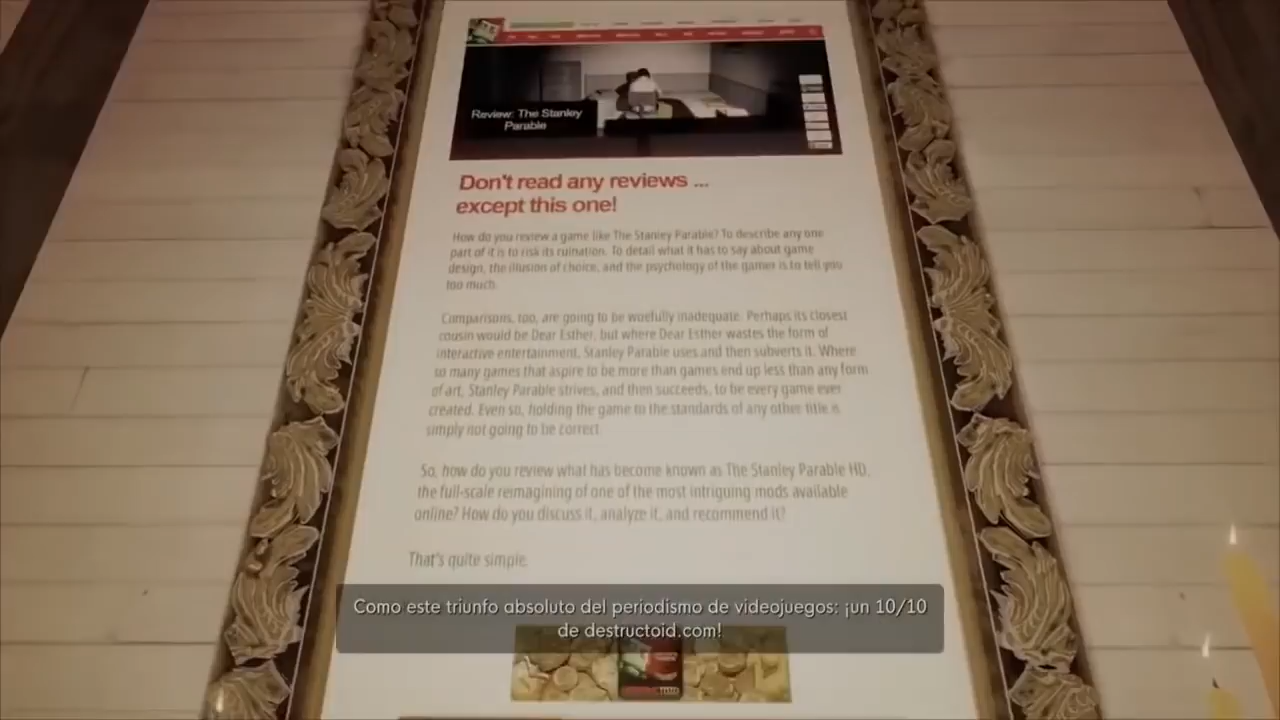 Review: The Stanley
Parable
Don't read any reviews ...
except this one!
How do you review a game like The Stanley Parable? To describe any one
part of it is to risk its ruination. To detail what it has to say about game
design, the illusion of choice, and the psychology of the gamer is to tell you
too much.
Comparisons, too, are going to be woefully inadequate. Perhaps its closest
cousin would be Dear Esther, but where Dear Esther wastes the form of
interactive entertainment, Stanley Parable uses and then subverts it. Where
so many games that aspire to be more than games end up less than any form
of art, Stanley Parable strives, and then succeeds, to be every game ever
created. Even so, holding the game to the standards of any other title is
simply not going to be correct.
So, how do you review what has become known as The Stanley Parable HD,
the full-scale reimagining of one of the most intriguing mods available
online? How do you discuss it, analyze it, and recommend it?
That's quite simple.
Como este triunfo absoluto del periodismo de videojuegos: ¡un 10/10
de destructoid.com!